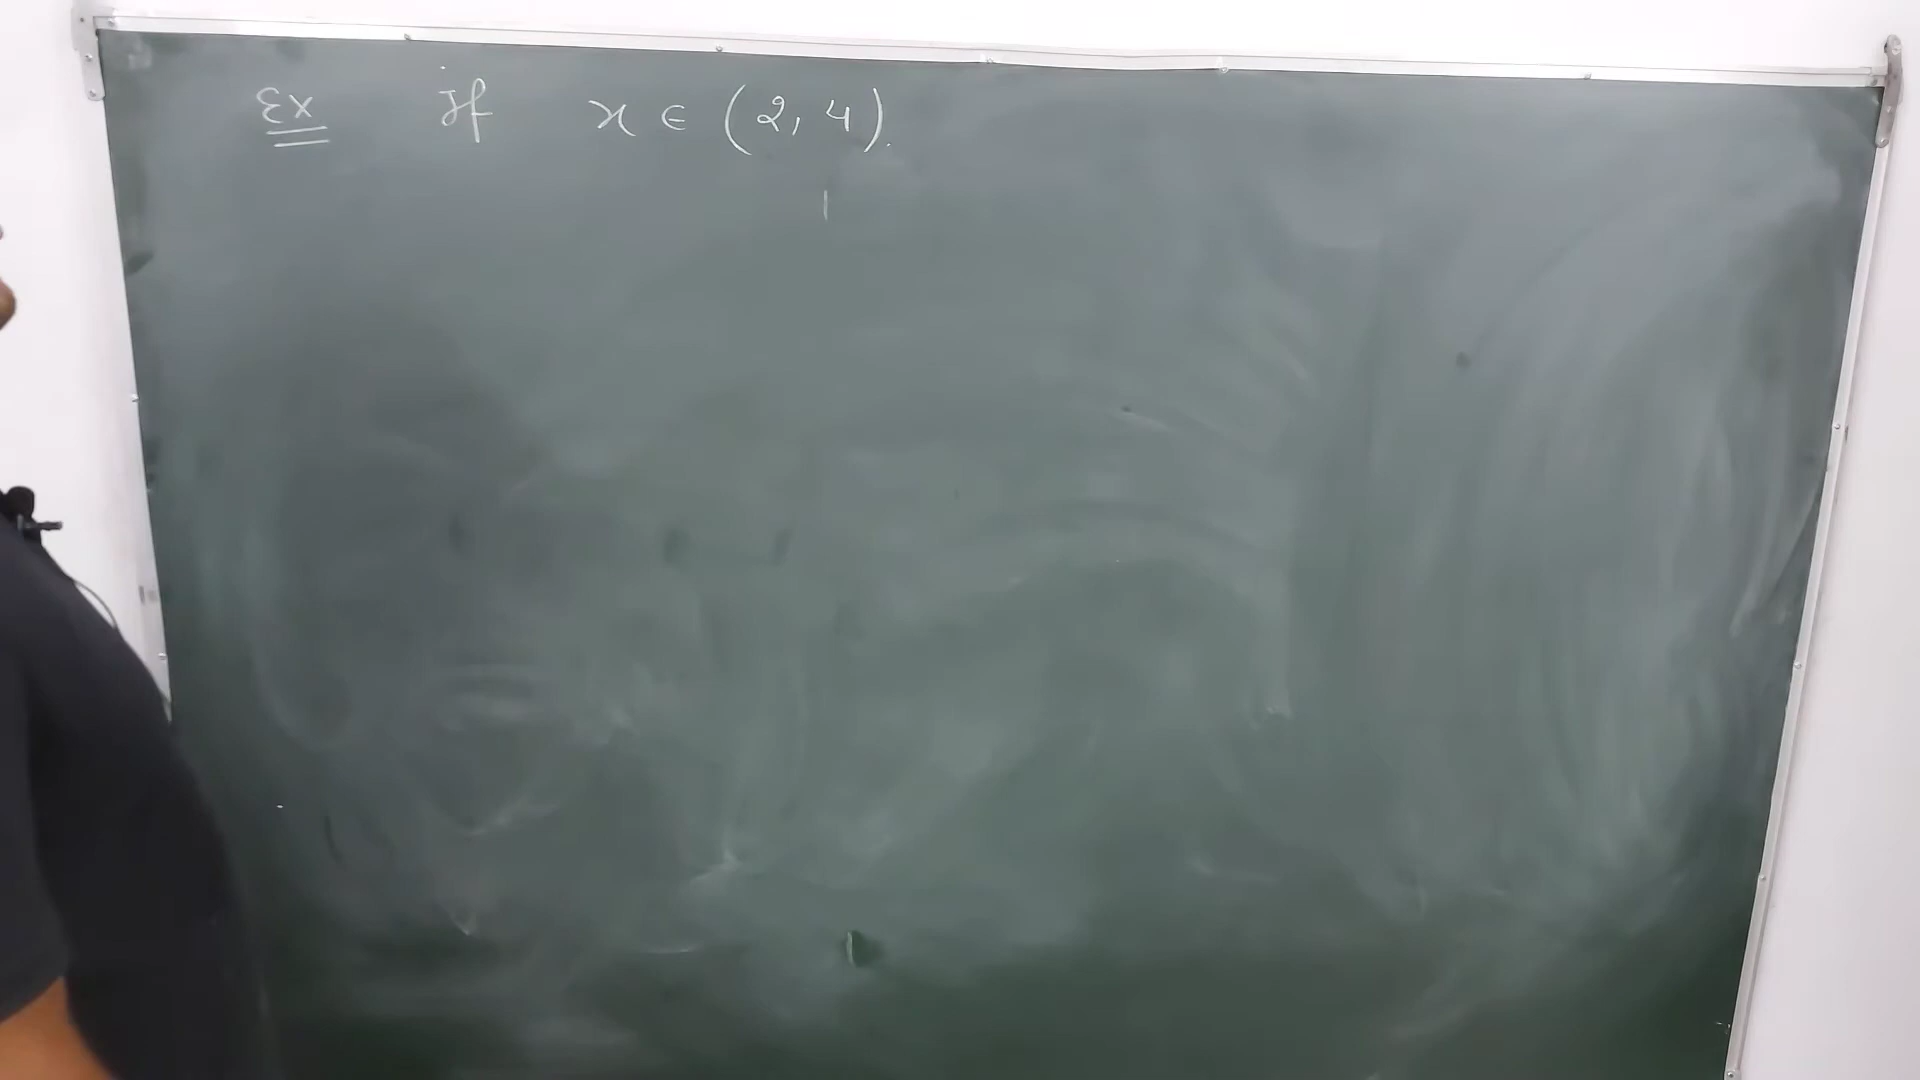 Ex if x ∈ (2, 4).